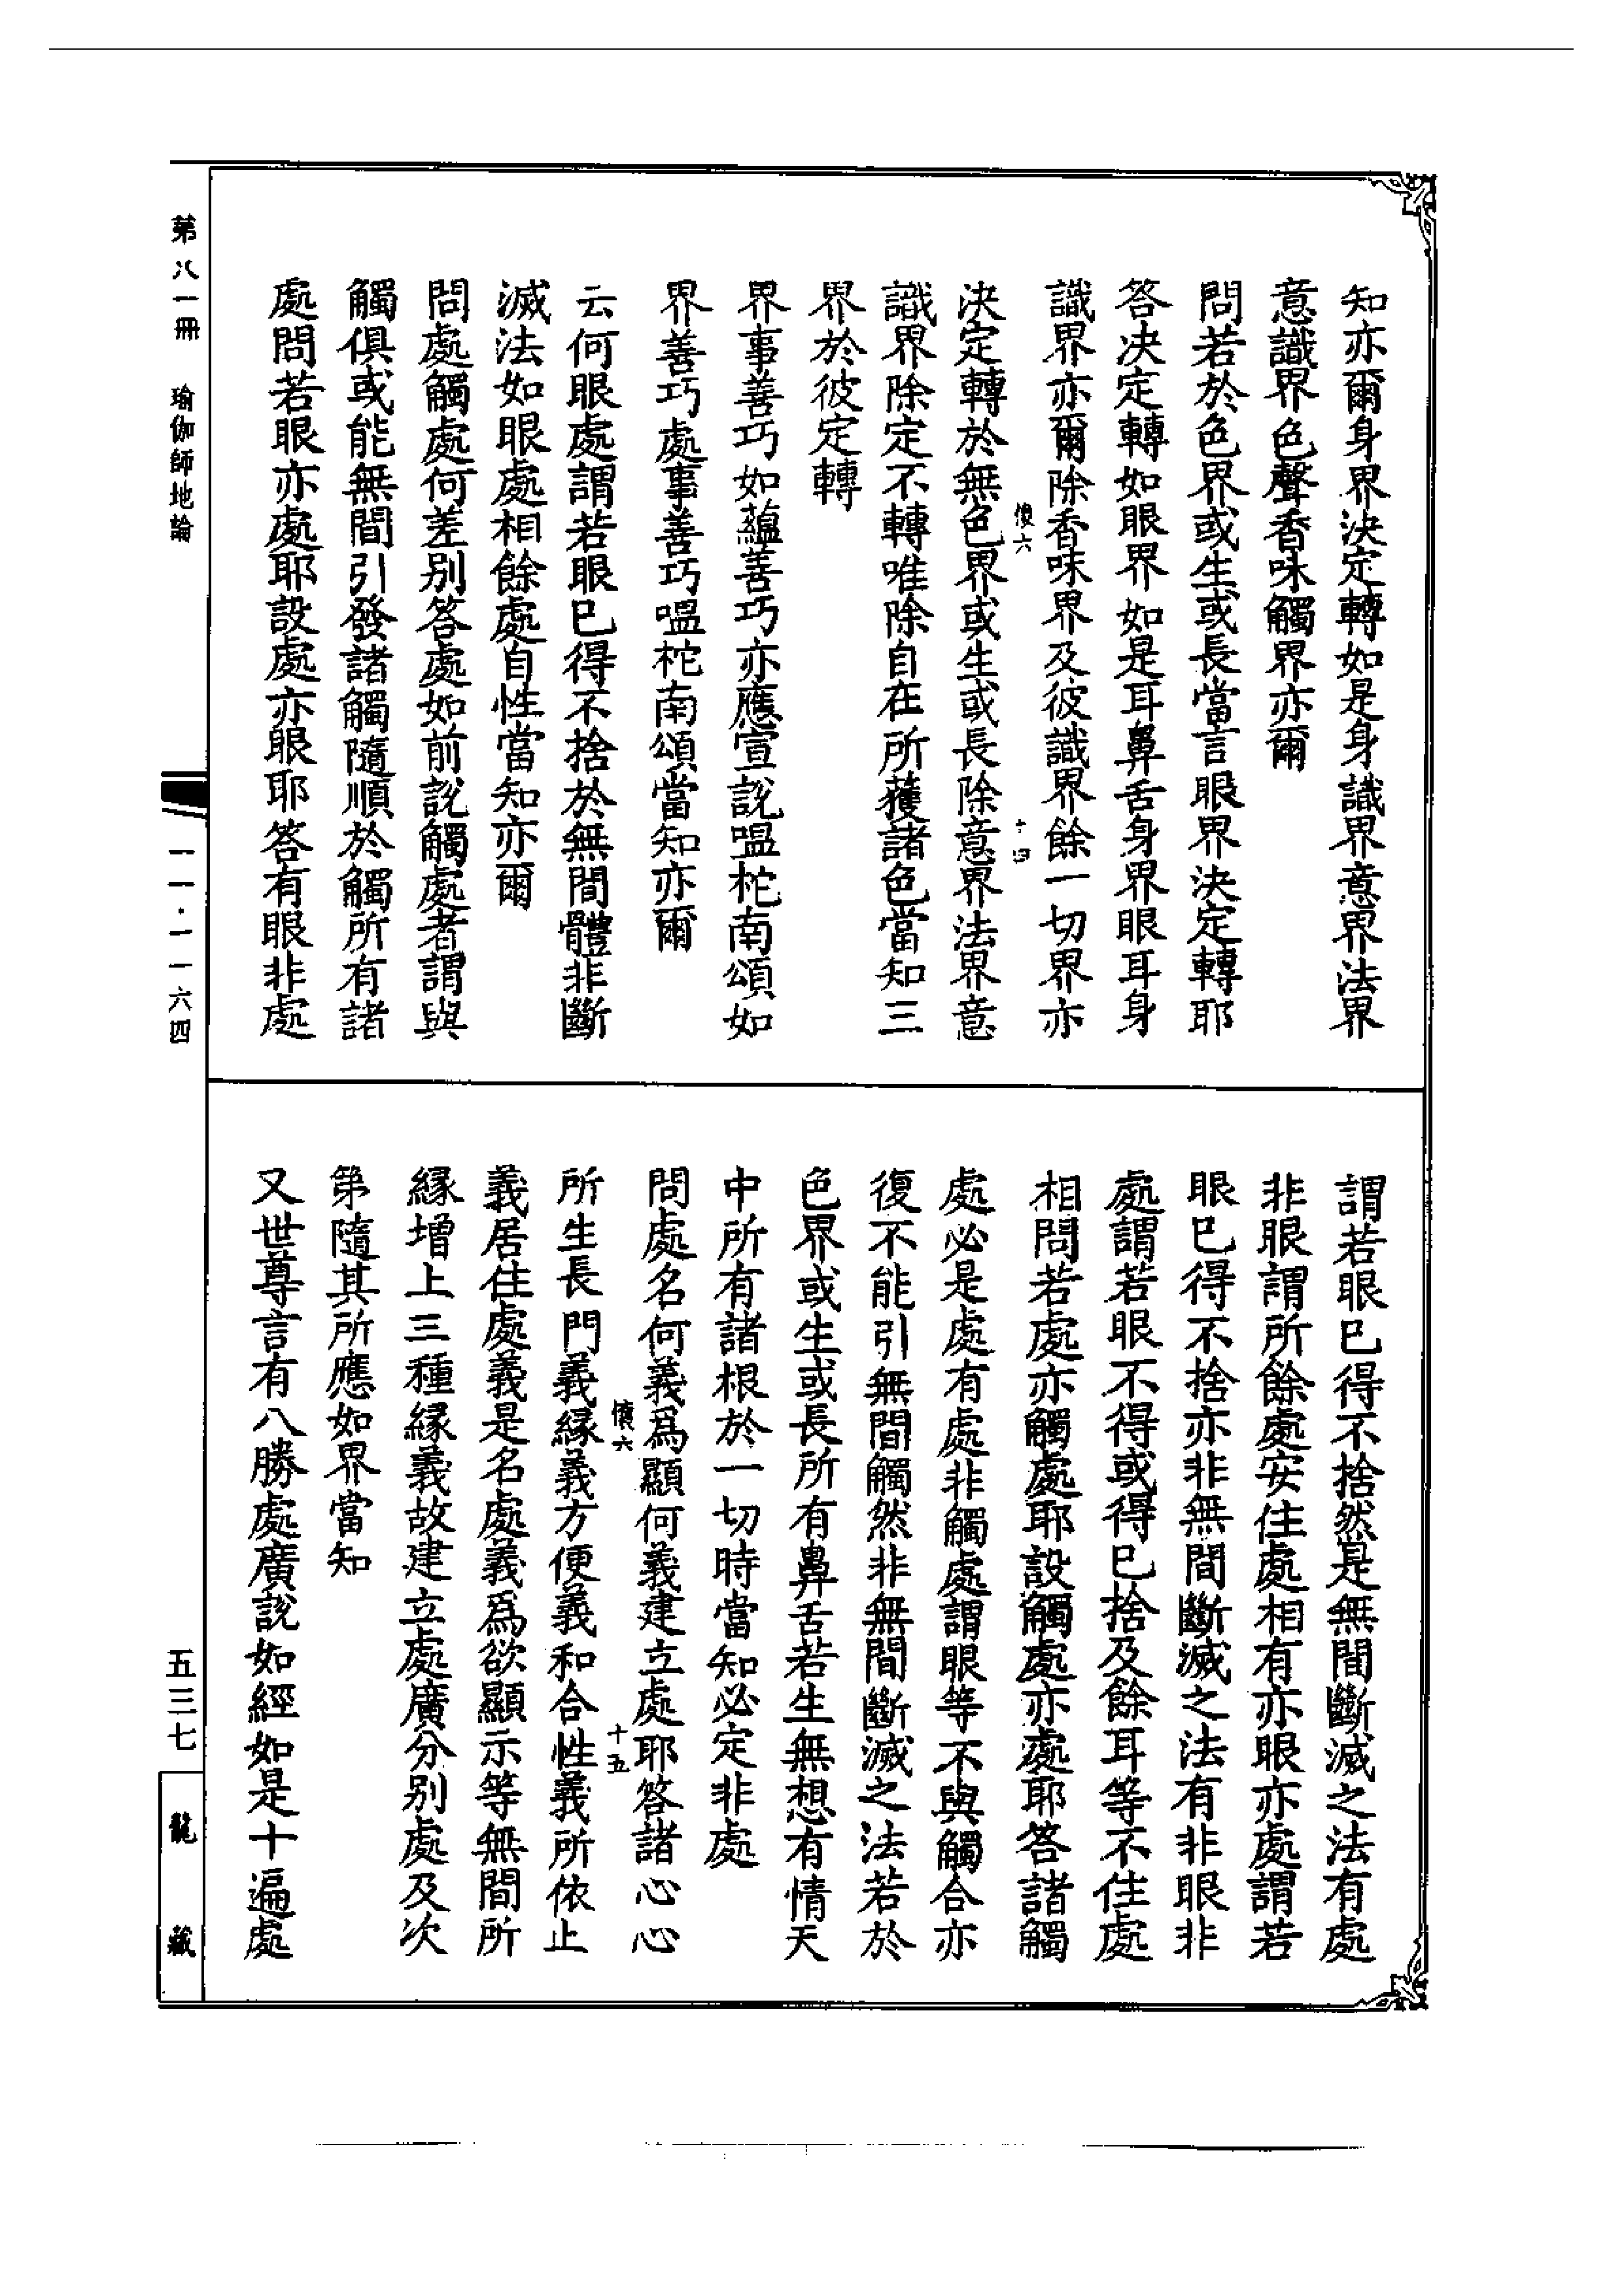 知亦爾身界決定轉如是身識界意界法界
意識界色聲香味觸界亦爾
問若於色界或生或長當言眼界決定轉耶
答決定轉如眼界如是耳鼻舌身界眼耳身
識界亦爾除香味界及彼識界餘一切界亦
懷六
十四
決定轉於無色界或生或長除意界法界意
識界除定不轉唯除自在所獲諸色當知三
界於彼定轉
界事善巧如蘊善巧亦應宣說嗢柁南頌如
界善巧處事善巧嗢柁南頌當知亦爾
云何眼處謂若眼已得不捨於無間體非斷
滅法如眼處相餘處自性當知亦爾
問處觸處何差別答處如前說觸處者謂與
觸俱或能無間引發諸觸隨順於觸所有諸
處問若眼亦處耶設處亦眼耶答有眼非處
謂若眼已得不捨然是無間斷滅之法有處
非眼謂所餘處安住處相有亦眼亦處謂若
眼已得不捨亦非無間斷滅之法有非眼非
處謂若眼不得或得已捨及餘耳等不住處
相問若處亦觸處耶設觸處亦處耶答諸觸
處必是處有處非觸處謂眼等不與觸合亦
復不能引無間觸然非無間斷滅之法若於
色界或生或長所有鼻舌若生無想有情天
中所有諸根於一切時當知必定非處
問處名何義為顯何義建立處耶答諸心心
懷六
十五
所生長門義緣義方便義和合性義所依止
義居住處義是名處義為欲顯示等無間所
緣增上三種緣義故建立處廣分別處及次
第隨其所應如界當知
又世尊言有八勝處廣說如經如是十遍處
第八一冊
瑜伽師地論
一一·一一六四
五三七
龍藏